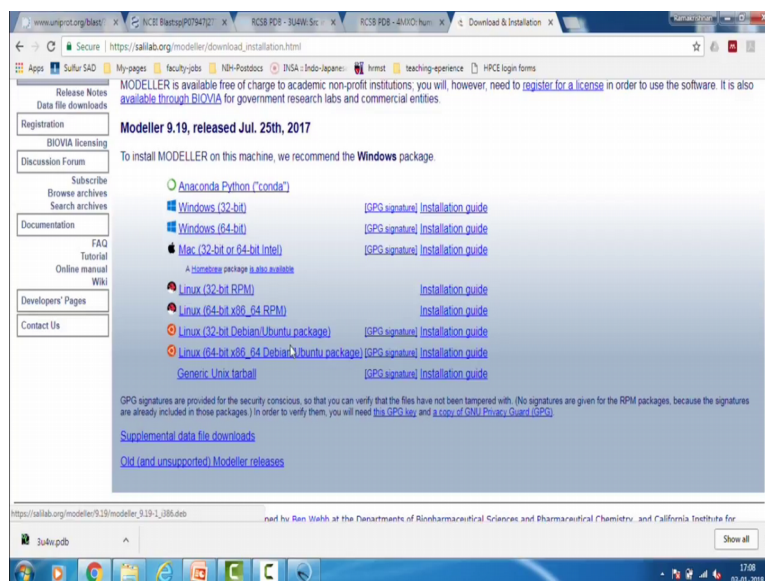 www.uniprot.org/blast/
NCBI Blast:sp|P07947|21
RCSB PDB - 3U4W: Src
RCSB PDB - 4MXO: hum
Download & Installation
Secure | https://salilab.org/modeller/download_installation.html
Apps Sulfur SAD My-pages faculty-jobs NIH-Postdocs INSA :: Indo-Japanes hrmst teaching-eperience HPCE login forms
Release Notes
Data file downloads
Registration
BIOVIA licensing
Discussion Forum
Subscribe
Browse archives
Search archives
Documentation
FAQ
Tutorial
Online manual
Wiki
Developers' Pages
Contact Us
MODELLER is available free of charge to academic non-profit institutions; you will, however, need to register for a license in order to use the software. It is also
available through BIOVIA for government research labs and commercial entities.
Modeller 9.19, released Jul. 25th, 2017
To install MODELLER on this machine, we recommend the Windows package.
Anaconda Python ("conda")
Windows (32-bit) [GPG signature] Installation guide
Windows (64-bit) [GPG signature] Installation guide
Mac (32-bit or 64-bit Intel) [GPG signature] Installation guide
A Homebrew package is also available
Linux (32-bit RPM) Installation guide
Linux (64-bit x86_64 RPM) Installation guide
Linux (32-bit Debian/Ubuntu package) [GPG signature] Installation guide
Linux (64-bit x86_64 Debian/Ubuntu package) [GPG signature] Installation guide
Generic Unix tarball [GPG signature] Installation guide
GPG signatures are provided for the security conscious, so that you can verify that the files have not been tampered with. (No signatures are given for the RPM packages, because the signatures
are already included in those packages.) In order to verify them, you will need this GPG key and a copy of GNU Privacy Guard (GPG).
Supplemental data file downloads
Old (and unsupported) Modeller releases
https://salilab.org/modeller/9.19/modeller_9.19-1_i386.deb
ned by Ben Webb at the Departments of Biopharmaceutical Sciences and Pharmaceutical Chemistry, and California Institute for
3u4w.pdb
Show all
17:08
02-01-2018